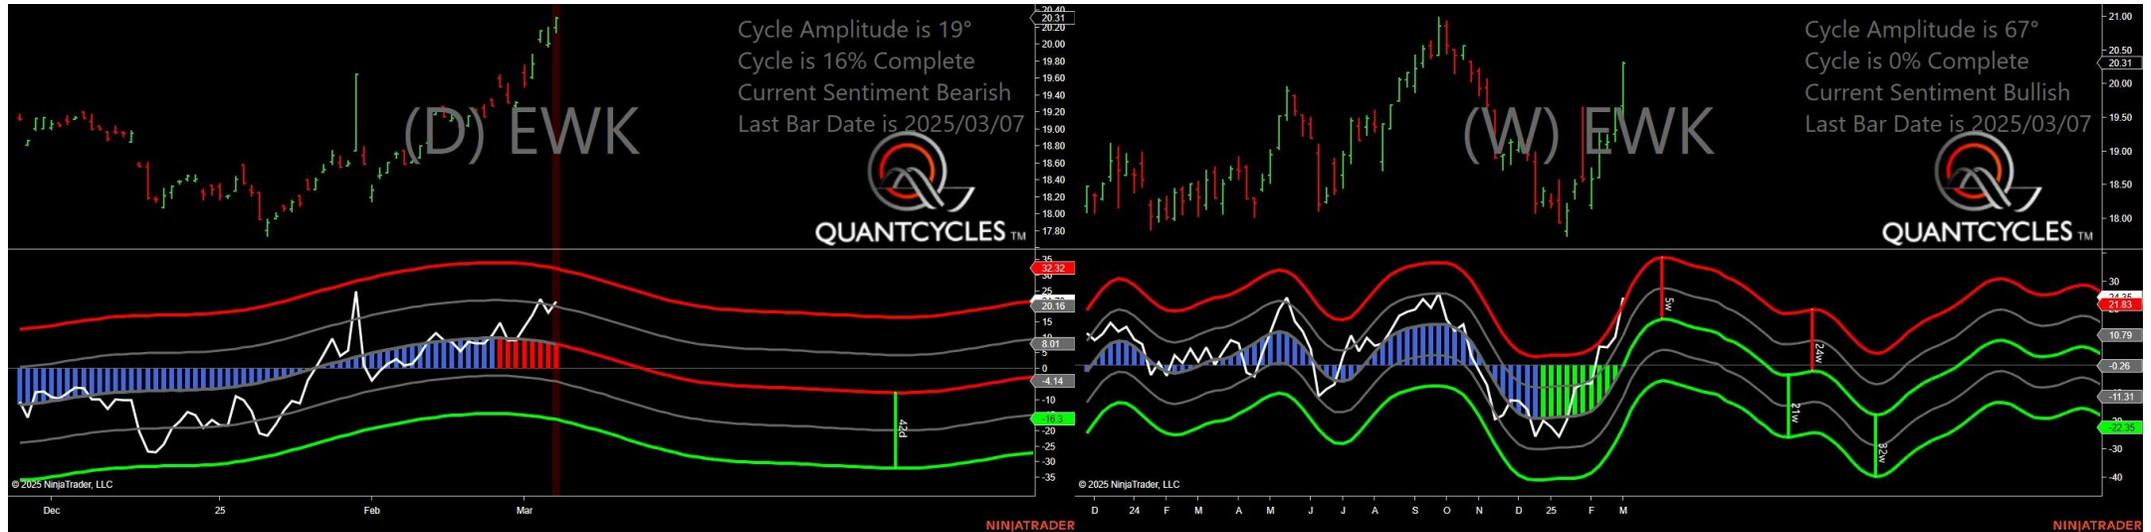 Cycle Amplitude is 19°
Cycle is 16% Complete
Current Sentiment Bearish
Last Bar Date is 2025/03/07
(D) EWK
QUANTCYCLES TM
20.40
20.31
20.20
20.00
19.80
19.60
19.40
19.20
19.00
18.80
18.60
18.40
18.20
18.00
17.80
35
32.32
30
25
20.16
15
8.01
5
0
-4.14
-10
-16.3
-20
-25
-30
-35
42d
© 2025 NinjaTrader, LLC
Dec 25 Feb Mar
NINJATRADER
Cycle Amplitude is 67°
Cycle is 0% Complete
Current Sentiment Bullish
Last Bar Date is 2025/03/07
(W) EWK
QUANTCYCLES TM
21.00
20.50
20.31
20.00
19.50
19.00
18.50
18.00
30
21.83
10.79
-0.26
-11.31
-22.35
-30
-40
5w
24w
21w
32w
© 2025 NinjaTrader, LLC
D 24 F M A M J J A S O N D 25 F M
NINJATRADER